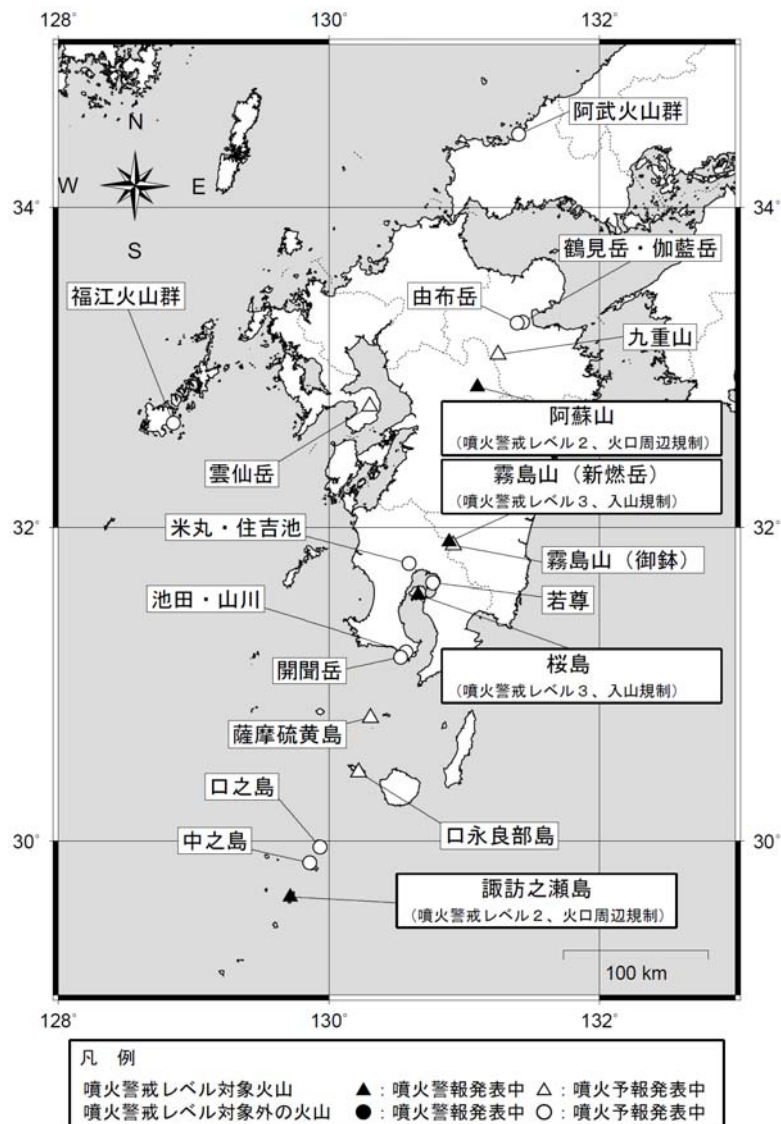 128°
130°
132°
N
阿武火山群
W
E
34°
34°
S
鶴見岳・伽藍岳
福江火山群
由布岳
九重山
阿蘇山
(噴火警戒レベル2、火口周辺規制)
雲仙岳
霧島山(新燃岳)
(噴火警戒レベル3、入山規制)
32°
32°
米丸・住吉池
霧島山(御鉢)
池田・山川
若尊
開聞岳
桜島
(噴火警戒レベル3、入山規制)
薩摩硫黄島
口之島
中之島
30°
30°
口永良部島
諏訪之瀬島
(噴火警戒レベル2、火口周辺規制)
100 km
128°
130°
132°
凡 例
噴火警戒レベル対象火山 ▲:噴火警報発表中 △:噴火予報発表中
噴火警戒レベル対象外の火山 ●:噴火警報発表中 ○:噴火予報発表中